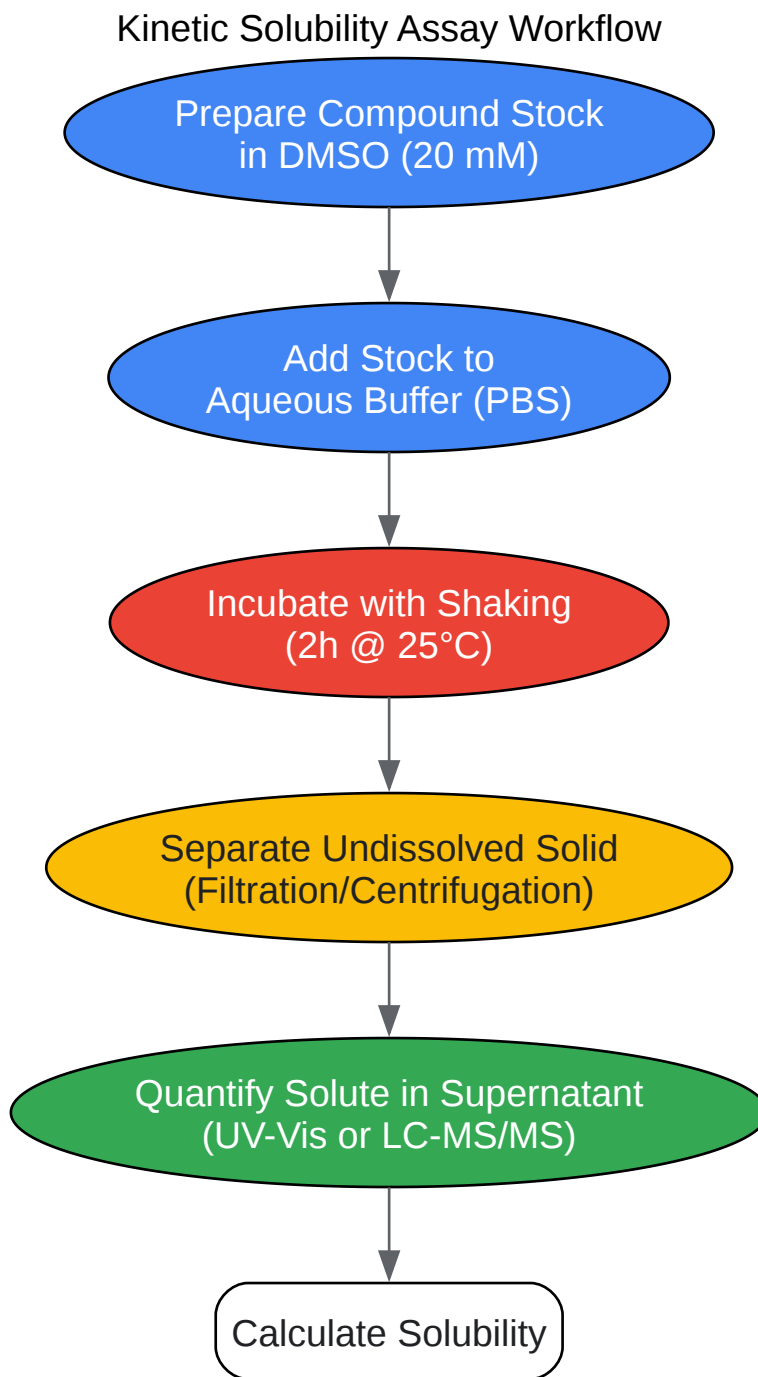 Kinetic Solubility Assay Workflow
Prepare Compound Stock
in DMSO (20 mM)
Add Stock to
Aqueous Buffer (PBS)
Incubate with Shaking
(2h @ 25°C)
Separate Undissolved Solid
(Filtration/Centrifugation)
Quantify Solute in Supernatant
(UV-Vis or LC-MS/MS)
Calculate Solubility